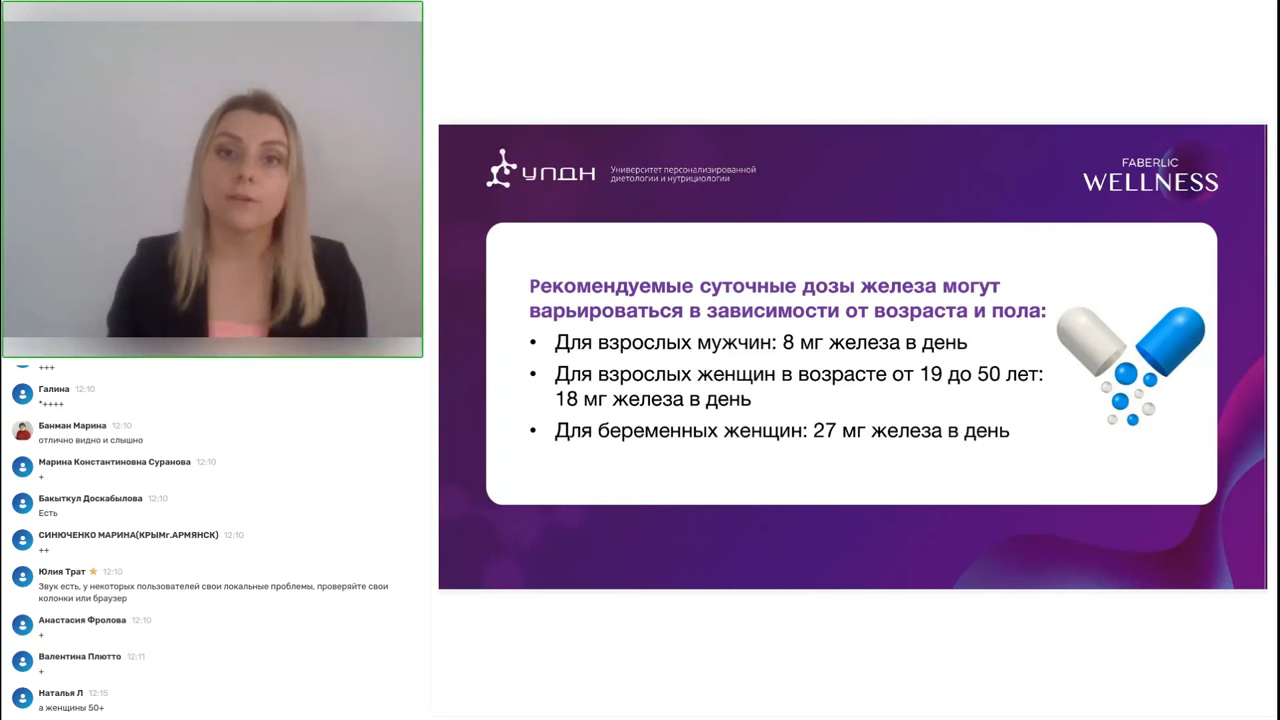 +++
Галина 12:10
*++++
Банман Марина 12:10
отлично видно и слышно
Марина Константиновна Суранова 12:10
+
Бакыткул Доскабылова 12:10
Есть
СИНЮЧЕНКО МАРИНА(КРЫМг.АРМЯНСК) 12:10
++
Юлия Трат 12:10
Звук есть, у некоторых пользователей свои локальные проблемы, проверяйте свои
колонки или браузер
Анастасия Фролова 12:10
+
Валентина Плютто 12:11
+
Наталья Л 12:15
а женщины 50+
УПДН
Университет персонализированной
диетологии и нутрициологии
FABERLIC
WELLNESS
Рекомендуемые суточные дозы железа могут
варьироваться в зависимости от возраста и пола:
• Для взрослых мужчин: 8 мг железа в день
• Для взрослых женщин в возрасте от 19 до 50 лет:
18 мг железа в день
• Для беременных женщин: 27 мг железа в день